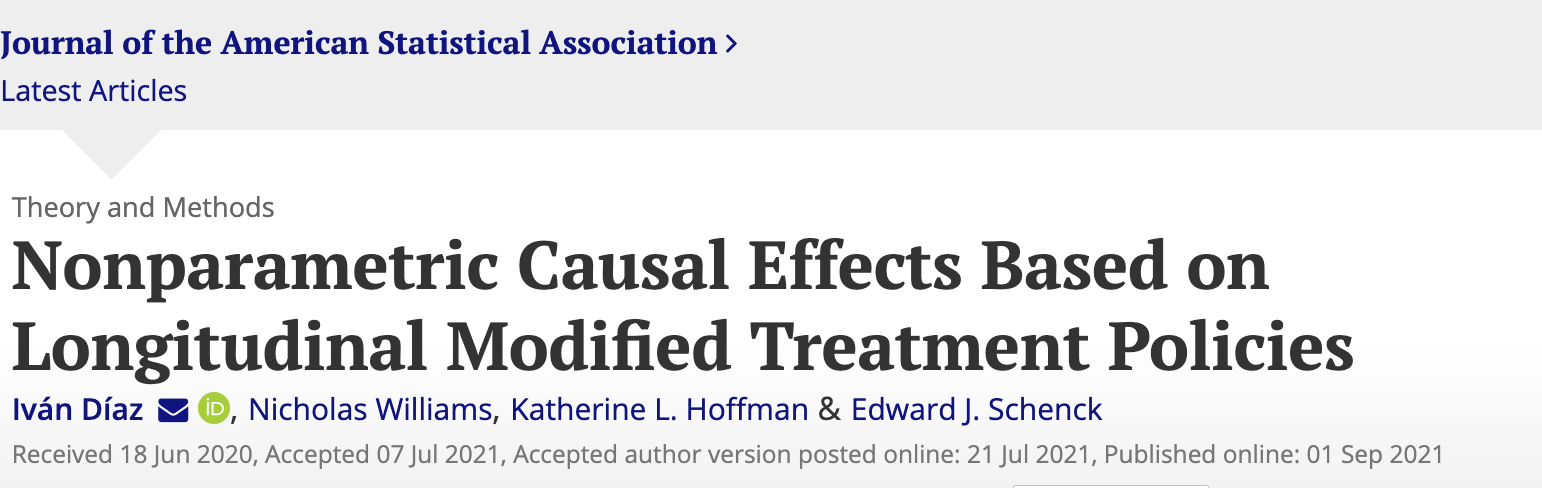 Journal of the American Statistical Association >
Latest Articles
Theory and Methods
Nonparametric Causal Effects Based on
Longitudinal Modified Treatment Policies
Iván Díaz iD, Nicholas Williams, Katherine L. Hoffman & Edward J. Schenck
Received 18 Jun 2020, Accepted 07 Jul 2021, Accepted author version posted online: 21 Jul 2021, Published online: 01 Sep 2021